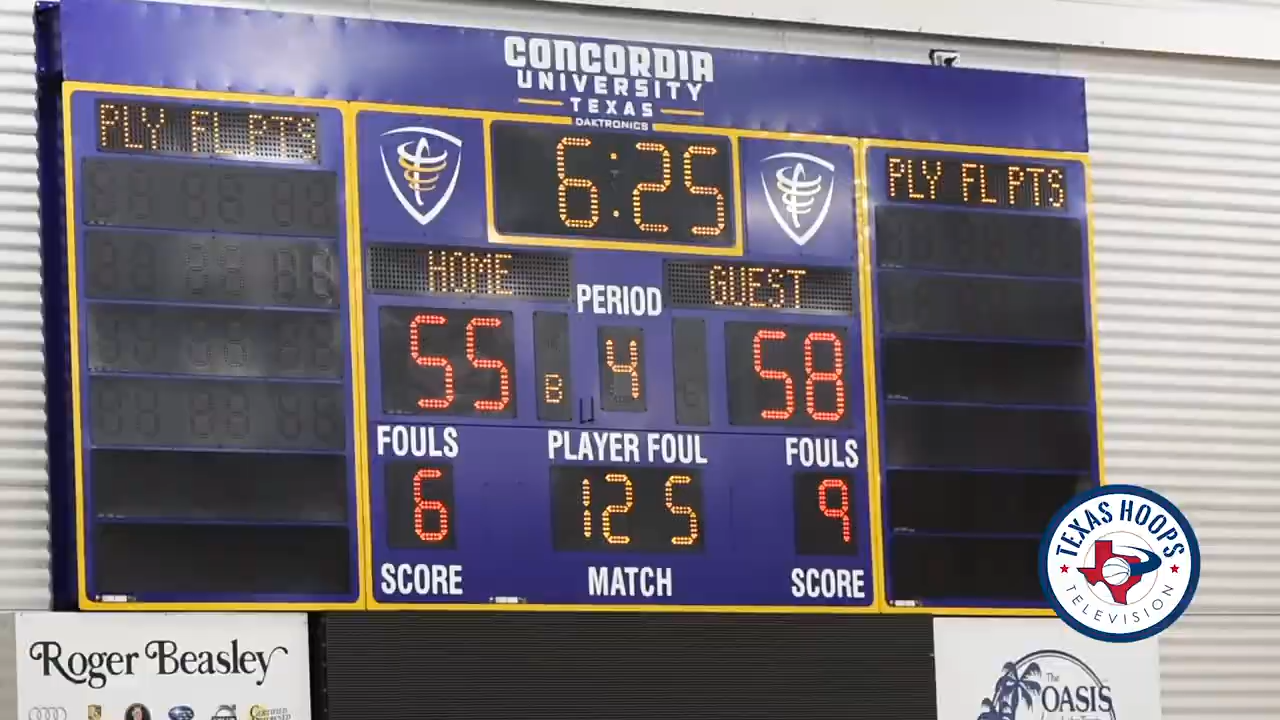 CONCORDIA
UNIVERSITY
TEXAS
DAKTRONICS
PLY FL PTS
6:25
PLY FL PTS
HOME
PERIOD
GUEST
55
B
4
58
FOULS
PLAYER FOUL
FOULS
6
12 5
9
SCORE
MATCH
SCORE
TEXAS HOOPS
TELEVISION
Roger Beasley
The
OASIS